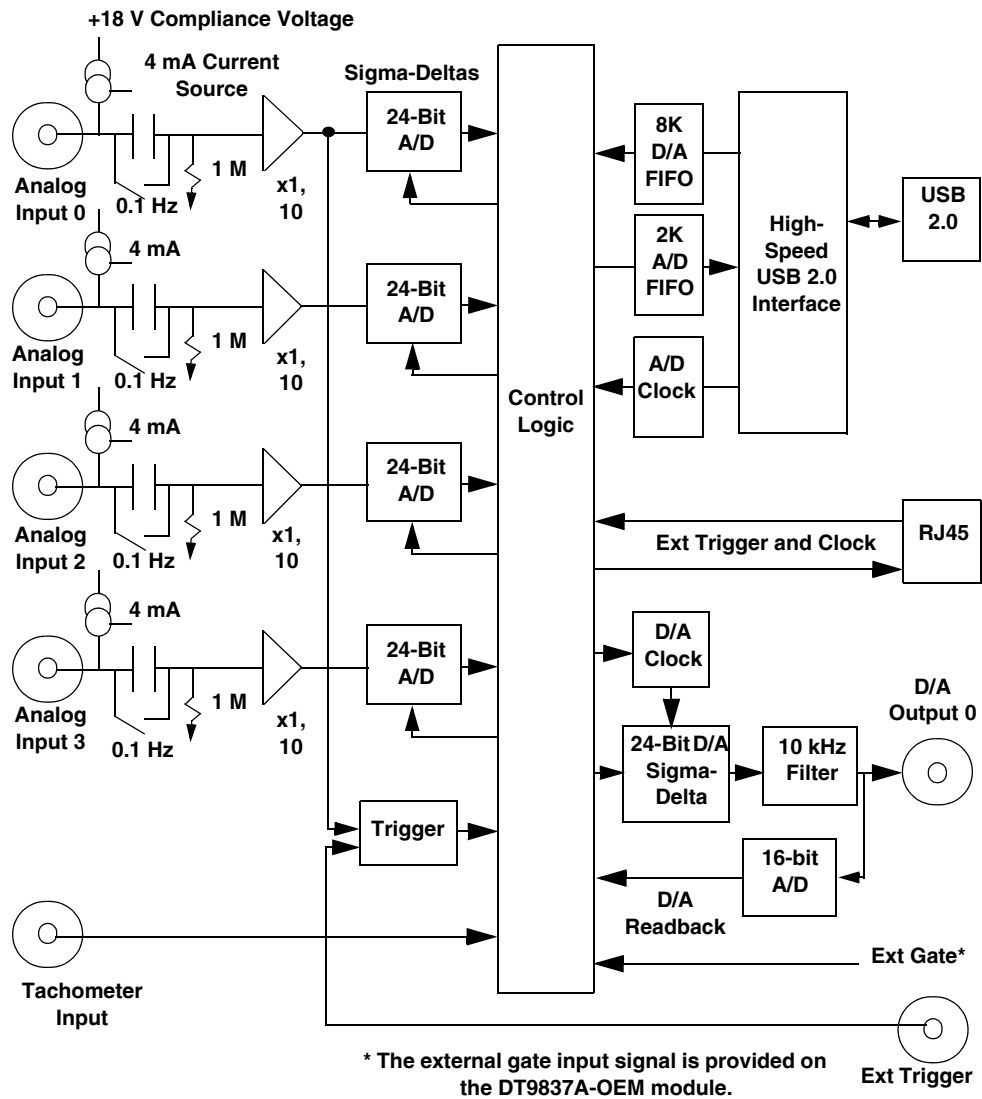 +18 V Compliance Voltage
4 mA Current
Source
Sigma-Deltas
24-Bit
A/D
1 M
x1,
10
0.1 Hz
Analog
Input 0
8K
D/A
FIFO
2K
A/D
FIFO
A/D
Clock
High-
Speed
USB 2.0
Interface
USB
2.0
4 mA
24-Bit
A/D
1 M
x1,
10
0.1 Hz
Analog
Input 1
Control
Logic
4 mA
24-Bit
A/D
1 M
x1,
10
0.1 Hz
Analog
Input 2
Ext Trigger and Clock
RJ45
4 mA
24-Bit
A/D
1 M
x1,
10
0.1 Hz
Analog
Input 3
D/A
Clock
24-Bit D/A
Sigma-
Delta
10 kHz
Filter
D/A
Output 0
Trigger
16-bit
A/D
D/A
Readback
Tachometer
Input
Ext Gate*
Ext Trigger
* The external gate input signal is provided on
the DT9837A-OEM module.